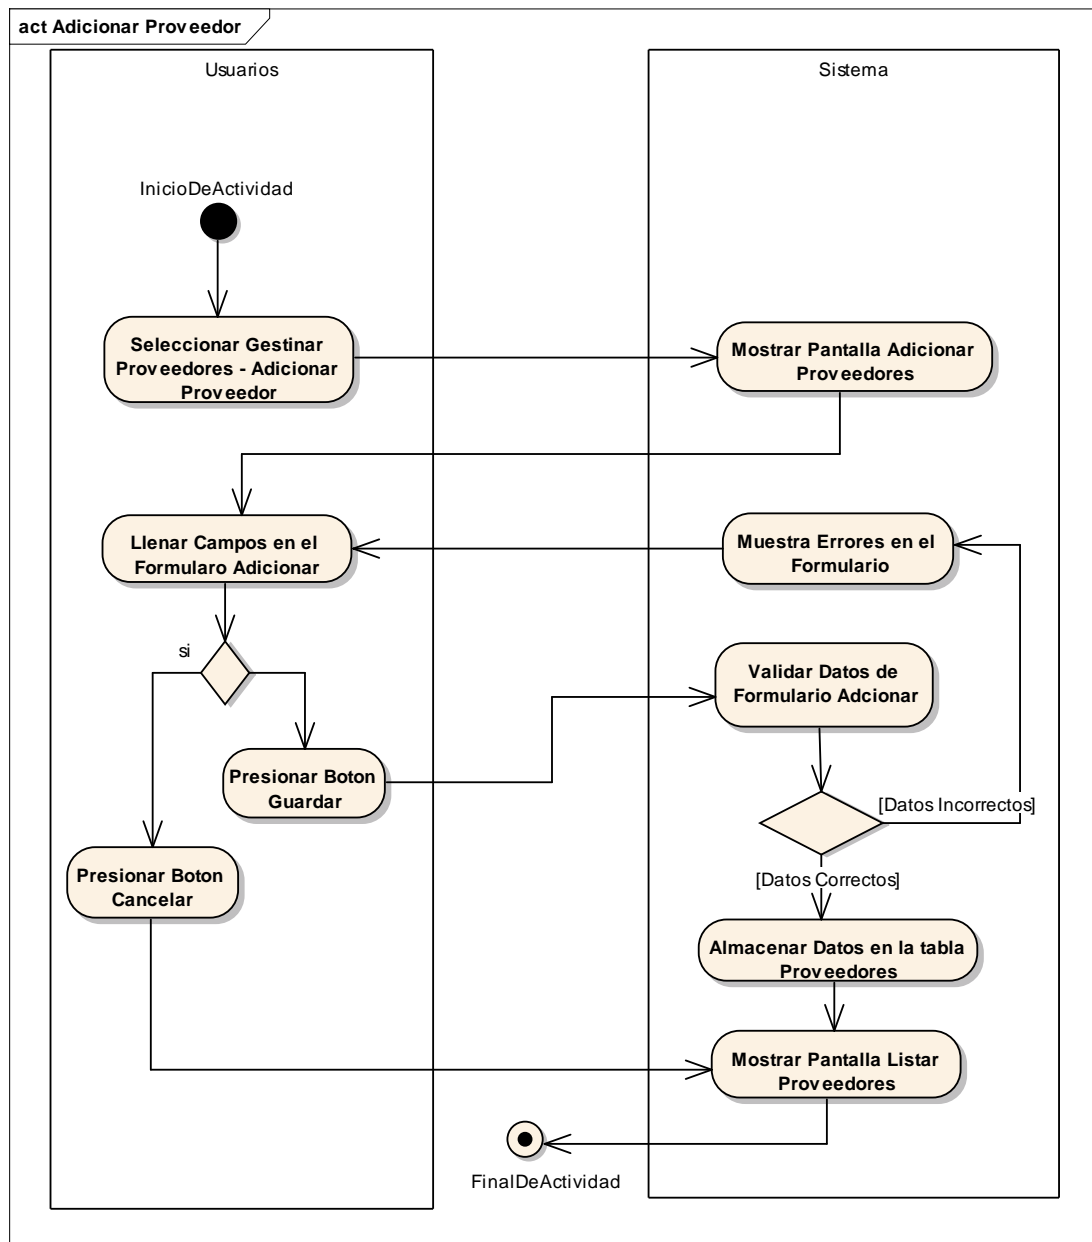 act Adicionar Proveedor
Usuarios
Sistema
InicioDeActividad
Seleccionar Gestinar
Proveedores - Adicionar
Proveedor
Mostrar Pantalla Adicionar
Proveedores
Llenar Campos en el
Formularo Adicionar
Muestra Errores en el
Formulario
si
Validar Datos de
Formulario Adcionar
Presionar Boton
Guardar
[Datos Incorrectos]
Presionar Boton
Cancelar
[Datos Correctos]
Almacenar Datos en la tabla
Proveedores
Mostrar Pantalla Listar
Proveedores
FinalDeActividad